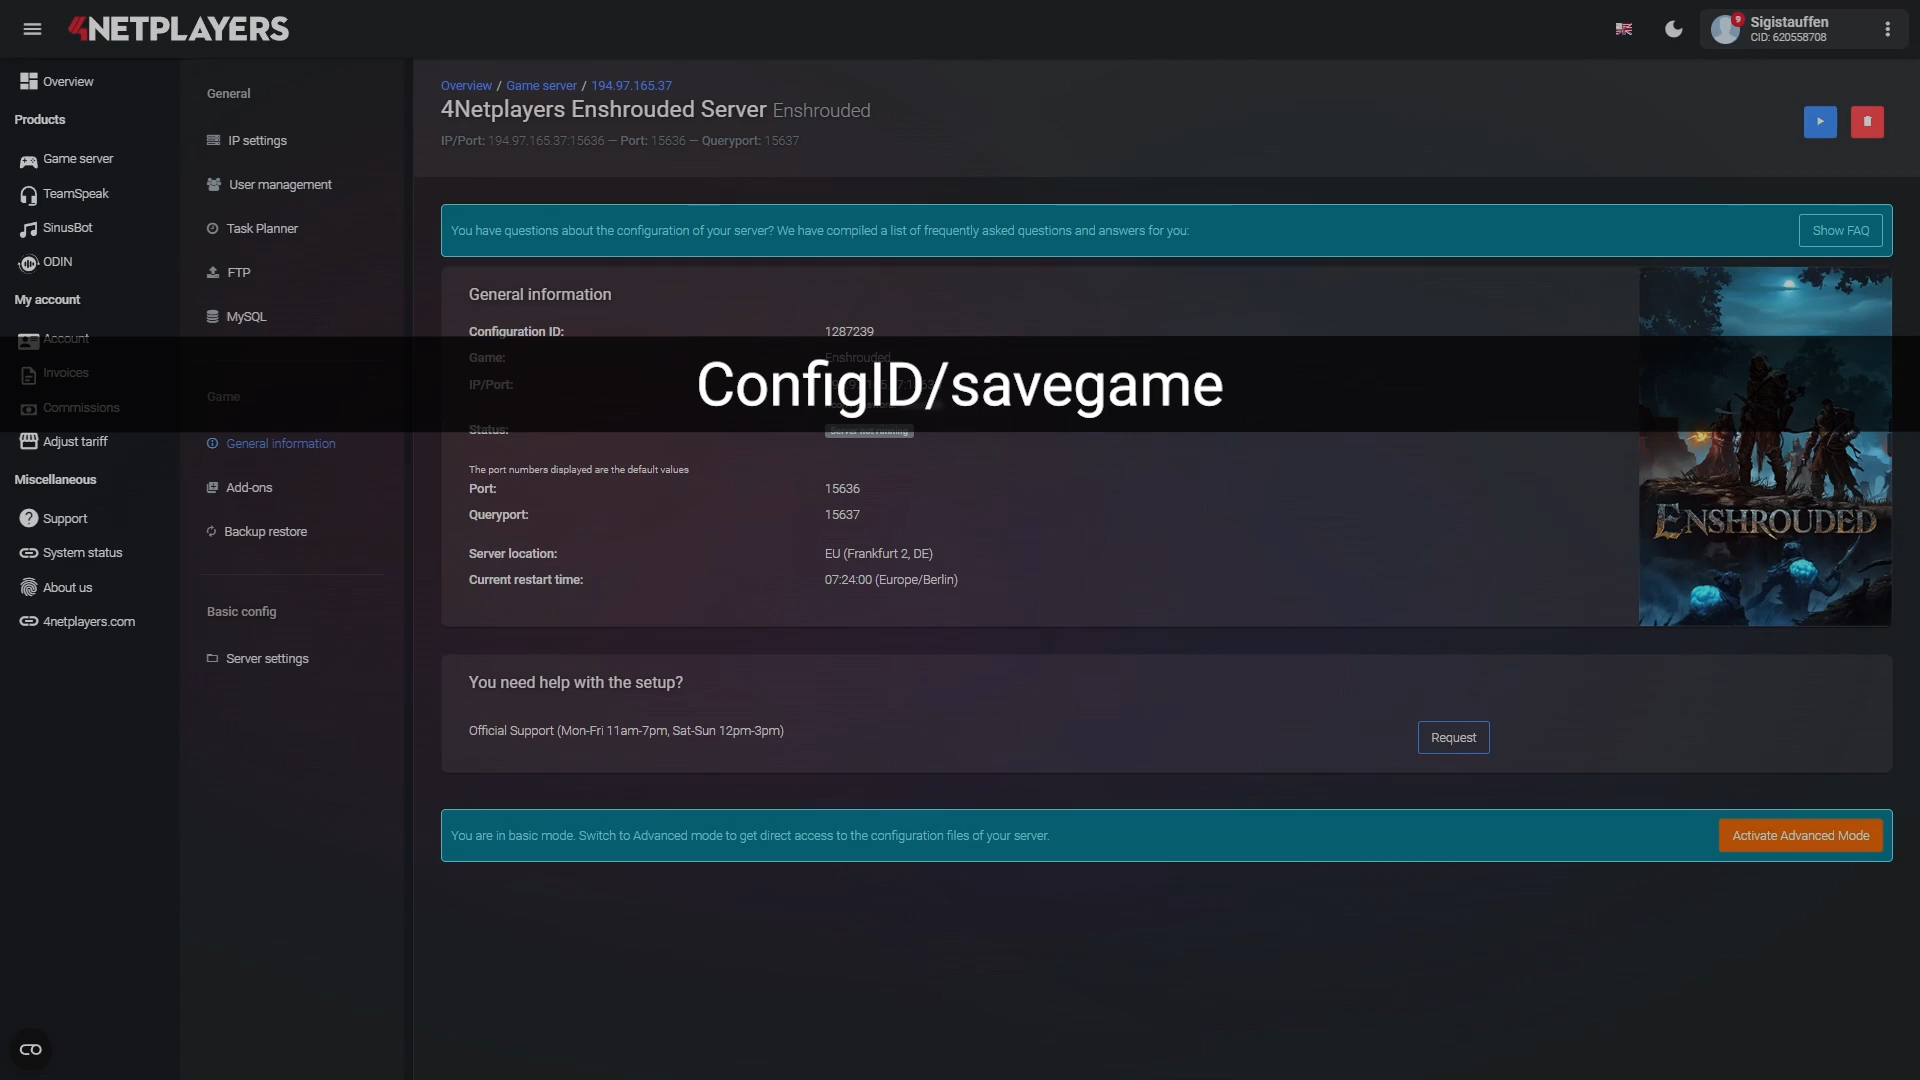 4NETPLAYERS
9
Sigistauffen
CID: 620558708
Overview
Products
Game server
TeamSpeak
SinusBot
ODIN
My account
Account
Invoices
Commissions
Adjust tariff
Miscellaneous
Support
System status
About us
4netplayers.com
General
IP settings
User management
Task Planner
FTP
MySQL
Game
General information
Add-ons
Backup restore
Basic config
Server settings
Overview / Game server / 194.97.165.37
4Netplayers Enshrouded Server Enshrouded
IP/Port: 194.97.165.37:15636 — Port: 15636 — Queryport: 15637
You have questions about the configuration of your server? We have compiled a list of frequently asked questions and answers for you:
Show FAQ
General information
Configuration ID: 1287239
Game: Enshrouded
IP/Port:
ConfigID/savegame
Status: Server not running
The port numbers displayed are the default values
Port: 15636
Queryport: 15637
Server location: EU (Frankfurt 2, DE)
Current restart time: 07:24:00 (Europe/Berlin)
ENSHROUDED
You need help with the setup?
Official Support (Mon-Fri 11am-7pm, Sat-Sun 12pm-3pm)
Request
You are in basic mode. Switch to Advanced mode to get direct access to the configuration files of your server.
Activate Advanced Mode